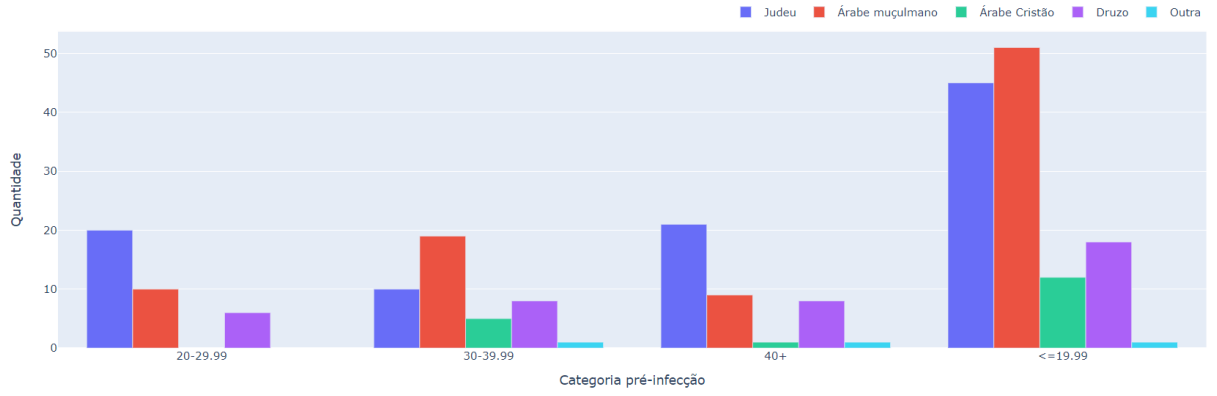 Judeu Árabe muçulmano Árabe Cristão Druzo Outra
50
40
30
20
10
0
Quantidade
20-29.99 30-39.99 40+ <=19.99
Categoria pré-infecção